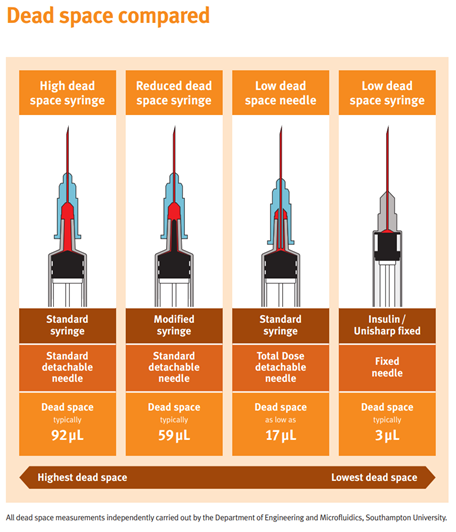 Dead space compared
High dead
space syringe
Reduced dead
space syringe
Low dead
space needle
Low dead
space syringe
Standard
syringe
Modified
syringe
Standard
syringe
Insulin/
Unisharp fixed
Standard
detachable
needle
Standard
detachable
needle
Total Dose
detachable
needle
Fixed
needle
Dead space
typically
92 µL
Dead space
typically
59 µL
Dead space
as low as
17 µL
Dead space
typically
3 µL
Highest dead space
Lowest dead space
All dead space measurements independently carried out by the Department of Engineering and Microfluidics, Southampton University.